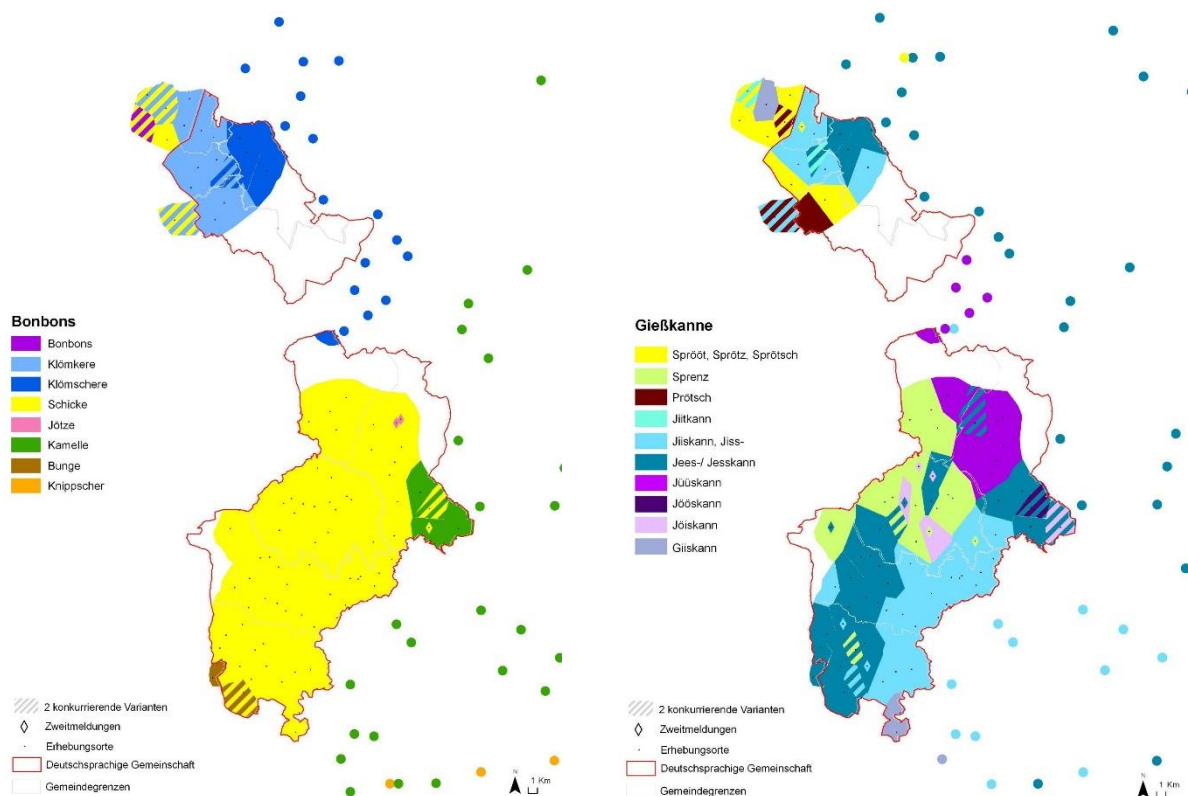 Bonbons
Bonbons
Klömkere
Klömschere
Schicke
Jötze
Kamelle
Bunge
Knippscher
2 konkurrierende Varianten
Zweitmeldungen
Erhebungsorte
Deutschsprachige Gemeinschaft
Gemeindegrenzen
N
1 Km
Gießkanne
Sprööt, Sprötz, Sprötsch
Sprenz
Prötsch
Jiitkann
Jiiskann, Jiss-
Jees-/ Jesskann
Jüüskann
Jööskann
Jöiskann
Giiskann
2 konkurrierende Varianten
Zweitmeldungen
Erhebungsorte
Deutschsprachige Gemeinschaft
Gemeindegrenzen
N
1 Km